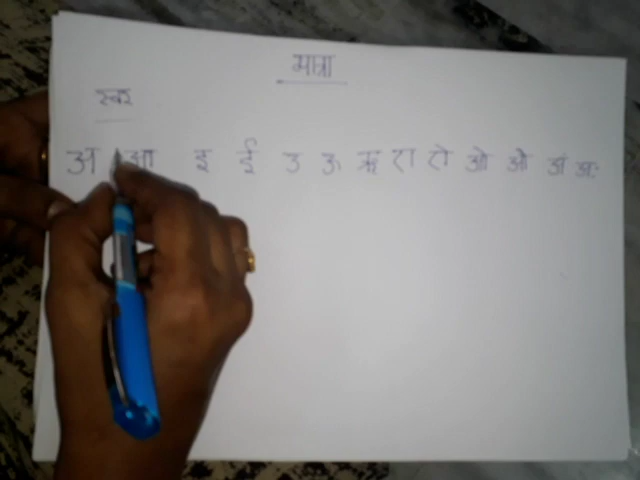 मात्रा
स्वर
अ आ इ ई उ ऊ ऋ ए ऐ ओ औ अं अः